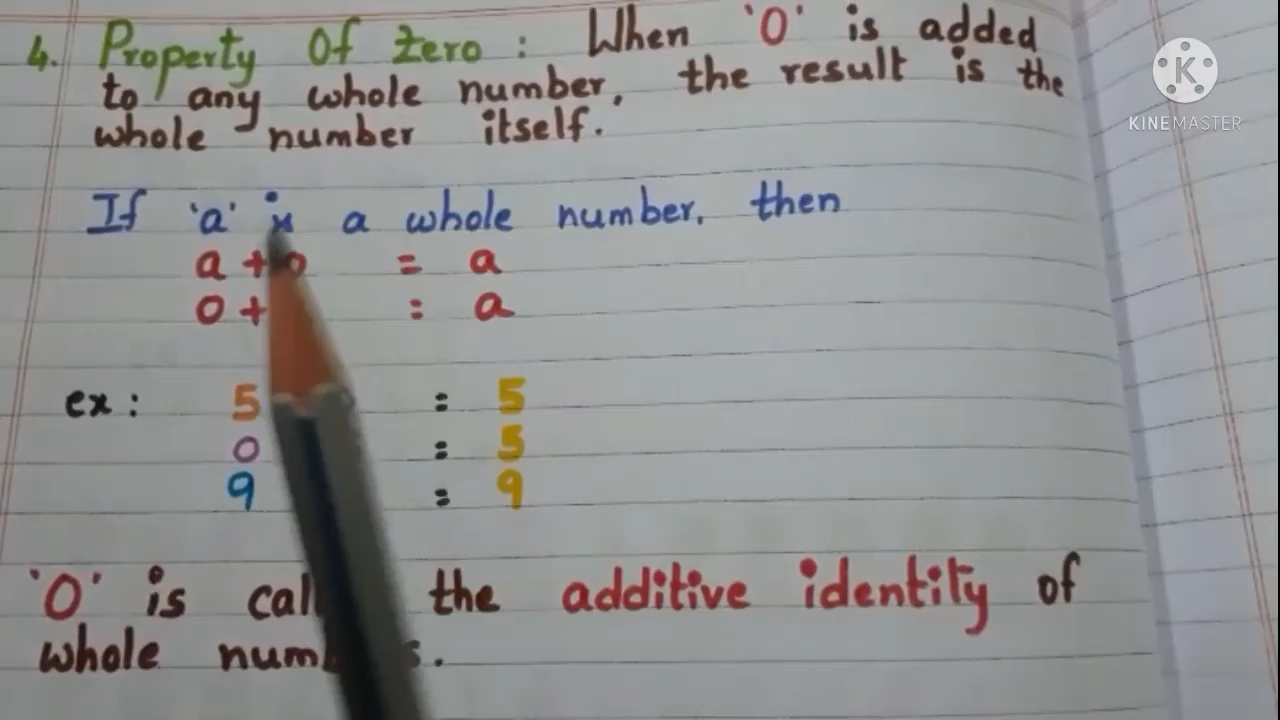 4. Property Of Zero : When '0' is added
to any whole number, the result is the
whole number itself.
If 'a' is a whole number, then
a + 0 = a
0 + = a
ex : 5 = 5
0 = 5
9 = 9
'0' is the additive identity of
whole
KINEMASTER